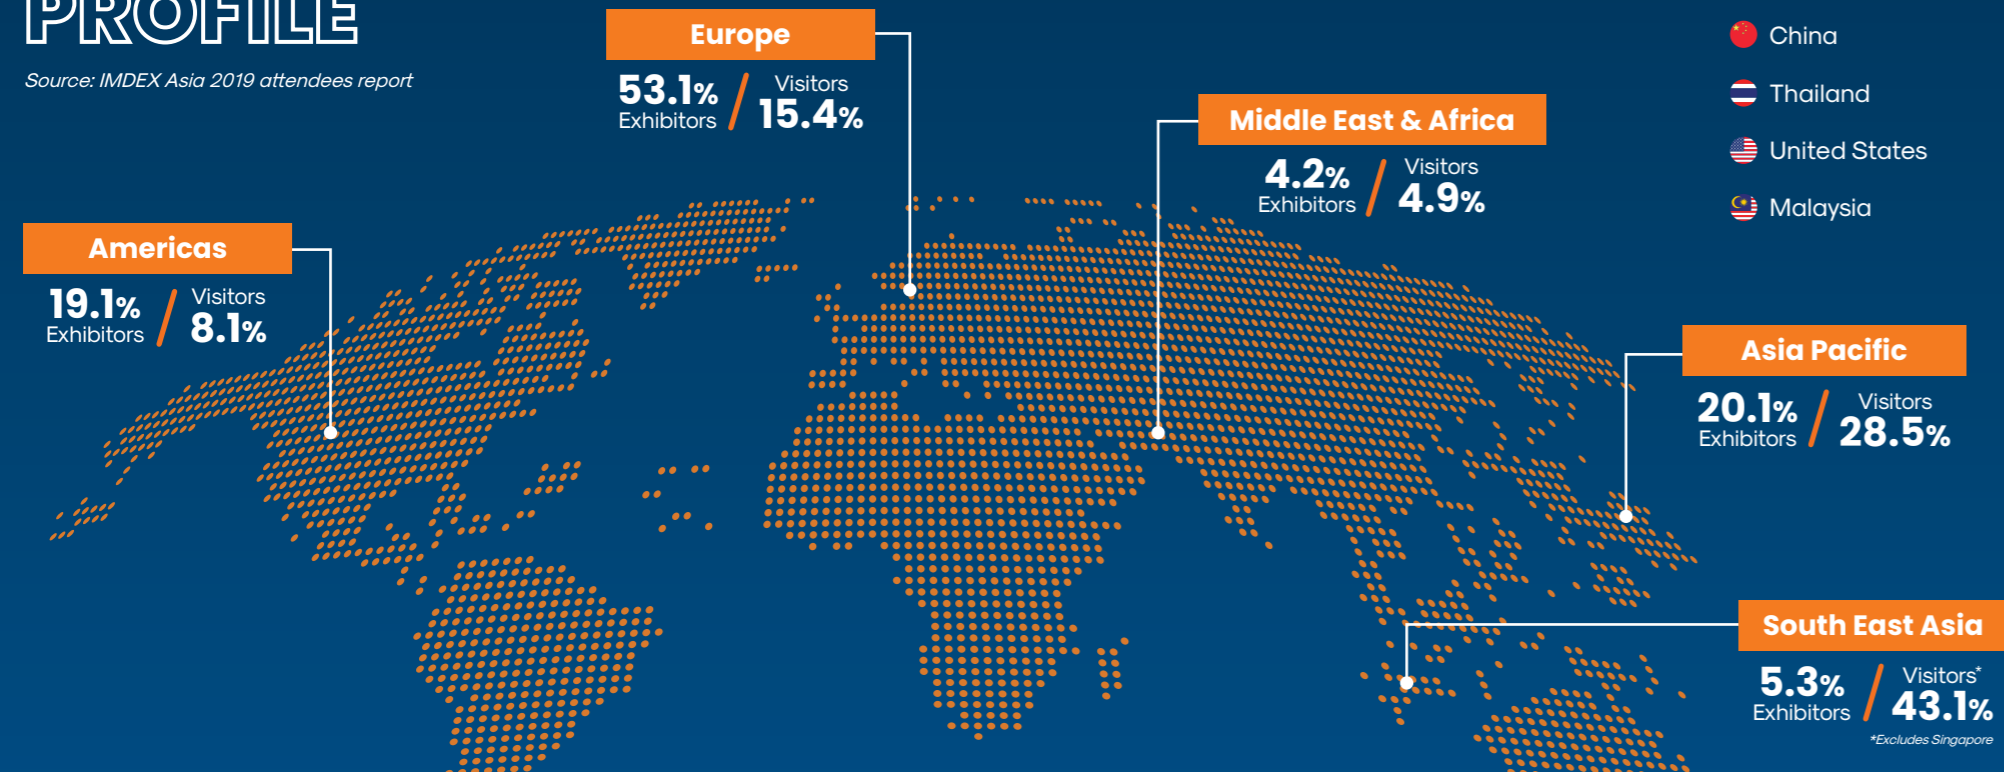 PROFILE
Source: IMDEX Asia 2019 attendees report
Europe
53.1% Exhibitors / Visitors 15.4%
Middle East & Africa
4.2% Exhibitors / Visitors 4.9%
China
Thailand
United States
Malaysia
Americas
19.1% Exhibitors / Visitors 8.1%
Asia Pacific
20.1% Exhibitors / Visitors 28.5%
South East Asia
5.3% Exhibitors / Visitors* 43.1%
*Excludes Singapore